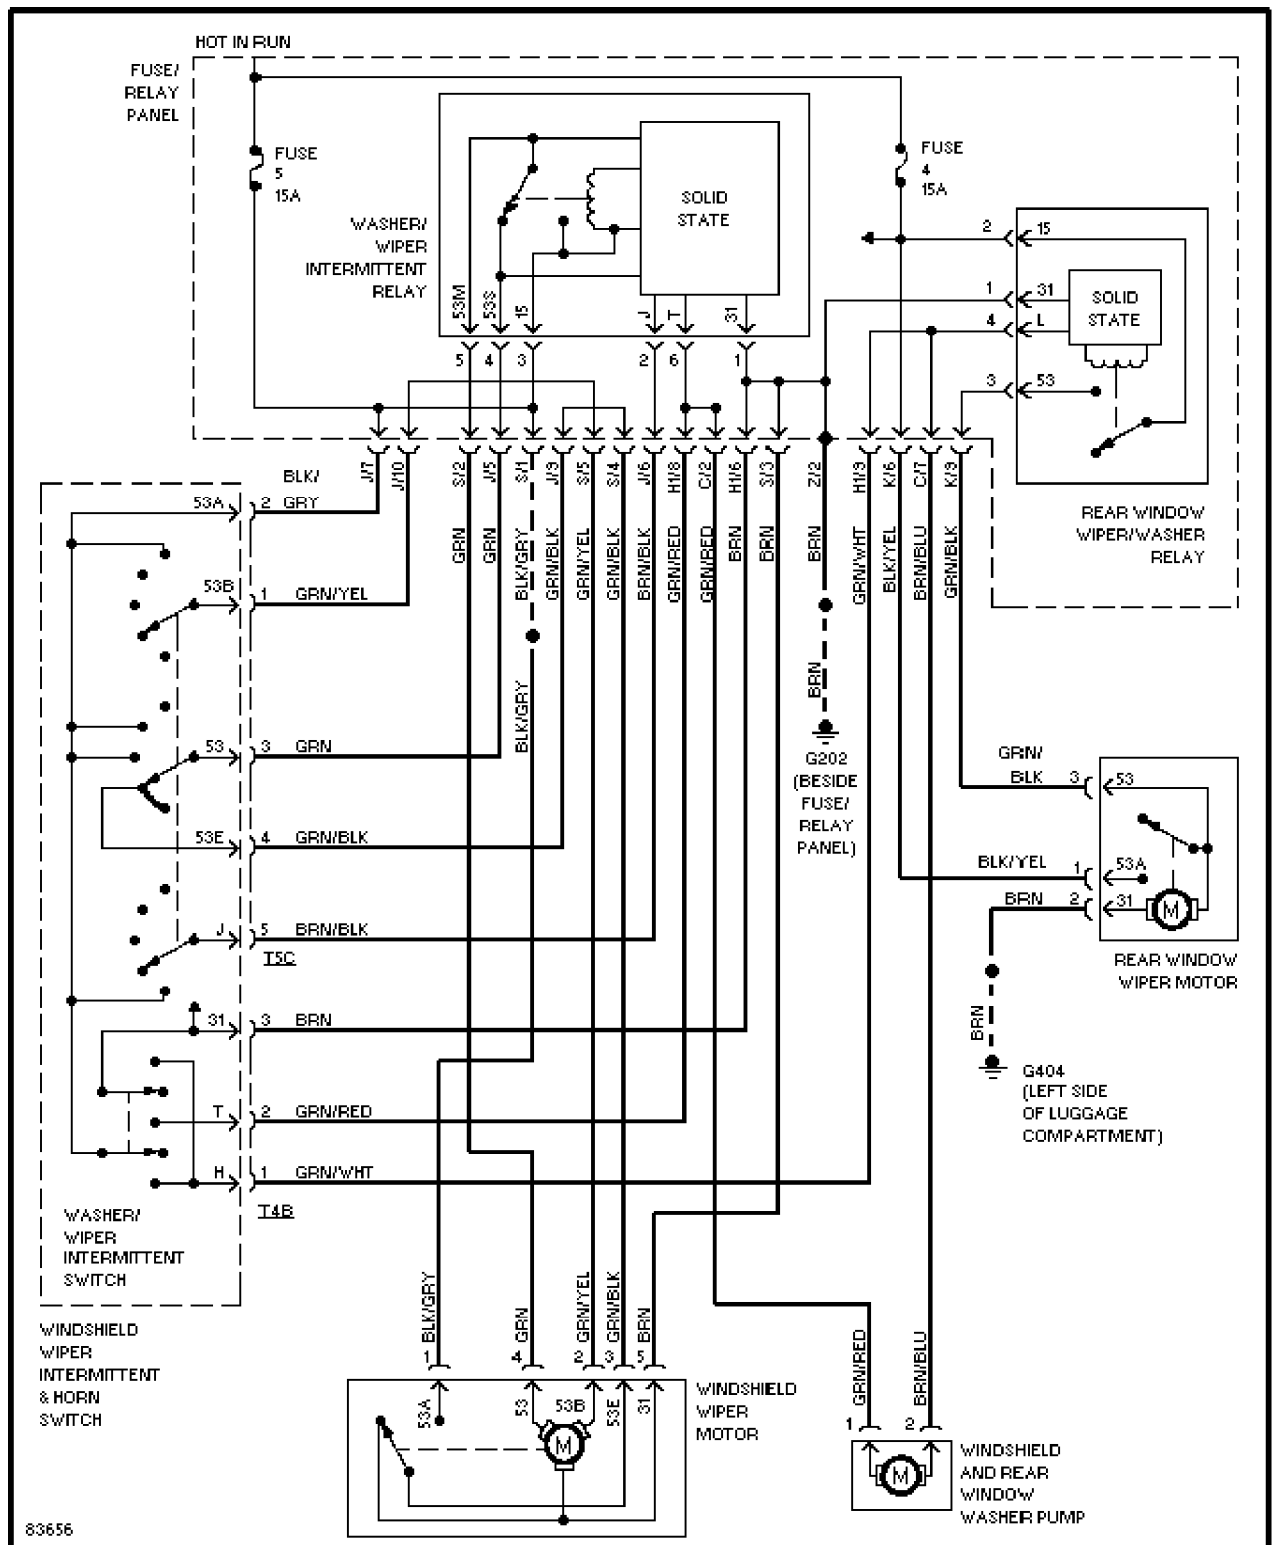 HOT IN RUN
FUSE/
RELAY
PANEL
FUSE
5
15A
FUSE
4
15A
WASHER/
WIPER
INTERMITTENT
RELAY
SOLID
STATE
53M
53S
15
J
T
31
5
4
3
2
6
1
2
15
1
31
4
L
3
53
SOLID
STATE
REAR WINDOW
WIPER/WASHER
RELAY
J/7
J/10
S/2
J/5
S/1
J/9
S/5
S/4
J/6
H1/8
C/2
H1/6
S/3
Z/2
H1/9
K/6
C/7
K/9
GRN
GRN
BLK/GRY
GRN/BLK
GRN/YEL
GRN/BLK
BRN/BLK
GRN/RED
GRN/RED
BRN
BRN
BRN
GRN/WHT
BLK/YEL
BRN/BLU
GRN/BLK
BLK/
53A
2
GRY
53B
1
GRN/YEL
53
3
GRN
53E
4
GRN/BLK
J
5
BRN/BLK
T5C
31
3
BRN
T
2
GRN/RED
H
1
GRN/WHT
T4B
BLK/GRY
BRN
G202
(BESIDE
FUSE/
RELAY
PANEL)
GRN/
BLK
3
53
BLK/YEL
1
53A
BRN
2
31
M
REAR WINDOW
WIPER MOTOR
BRN
G404
(LEFT SIDE
OF LUGGAGE
COMPARTMENT)
WASHER/
WIPER
INTERMITTENT
SWITCH
WINDSHIELD
WIPER
INTERMITTENT
& HORN
SWITCH
BLK/GRY
GRN
GRN/YEL
GRN/BLK
BRN
1
4
2
3
5
53A
53
53B
53E
31
M
WINDSHIELD
WIPER
MOTOR
GRN/RED
BRN/BLU
1
2
M
WINDSHIELD
AND REAR
WINDOW
WASHER PUMP
83656